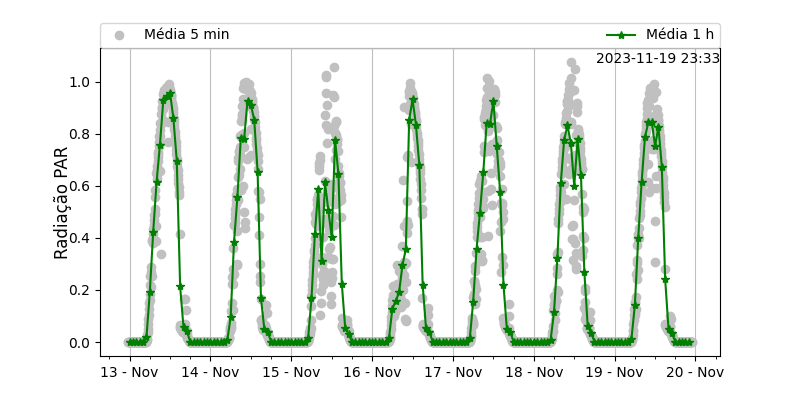 Média 5 min
Média 1 h
2023-11-19 23:33
Radiação PAR
1.0
0.8
0.6
0.4
0.2
0.0
13 - Nov
14 - Nov
15 - Nov
16 - Nov
17 - Nov
18 - Nov
19 - Nov
20 - Nov